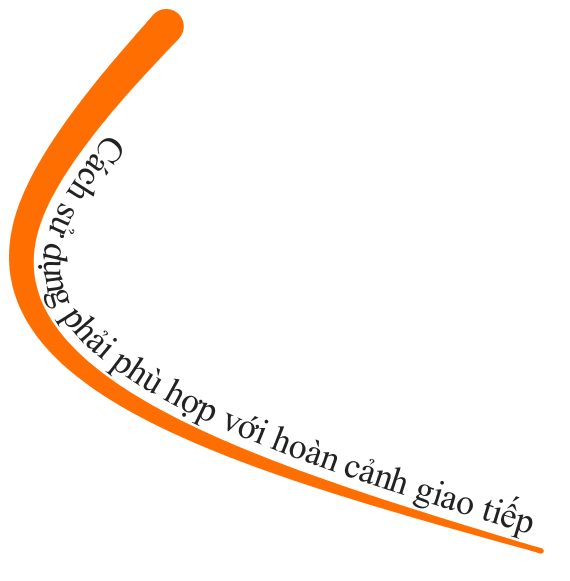 Cách sử dụng phải phù hợp với hoàn cảnh giao tiếp